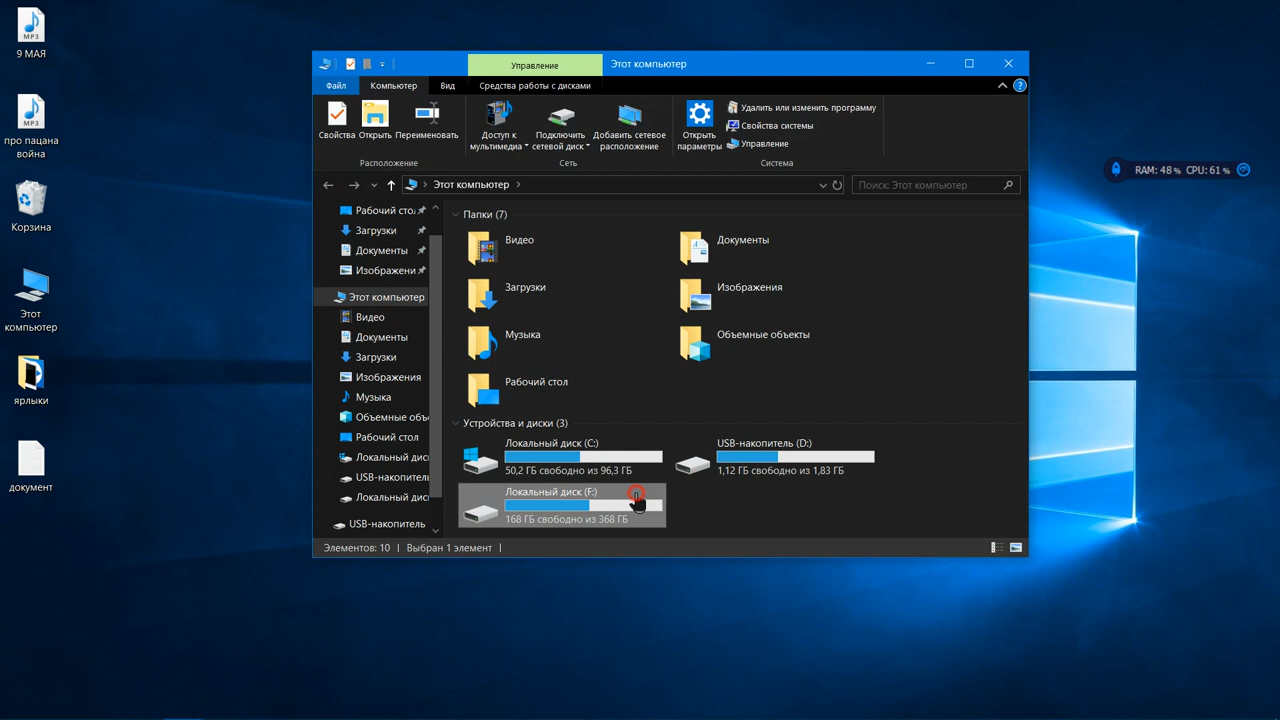 MP3
9 МАЯ
MP3
про пацана
война
Корзина
Этот
компьютер
ярлыки
документ
Управление
Этот компьютер
Файл
Компьютер
Вид
Средства работы с дисками
Свойства
Открыть
Переименовать
Расположение
Доступ к
мультимедиа
Подключить
сетевой диск
Добавить сетевое
расположение
Сеть
Открыть
параметры
Удалить или изменить программу
Свойства системы
Управление
Система
Этот компьютер
Поиск: Этот компьютер
Рабочий стол
Загрузки
Документы
Изображени
Этот компьютер
Видео
Документы
Загрузки
Изображения
Музыка
Объемные объ
Рабочий стол
Локальный дис
USB-накопитель
Локальный дис
USB-накопитель
Папки (7)
Видео
Документы
Загрузки
Изображения
Музыка
Объемные объекты
Рабочий стол
Устройства и диски (3)
Локальный диск (C:)
50,2 ГБ свободно из 96,3 ГБ
USB-накопитель (D:)
1,12 ГБ свободно из 1,83 ГБ
Локальный диск (F:)
168 ГБ свободно из 368 ГБ
Элементов: 10
Выбран 1 элемент
RAM: 48 % CPU: 61 %